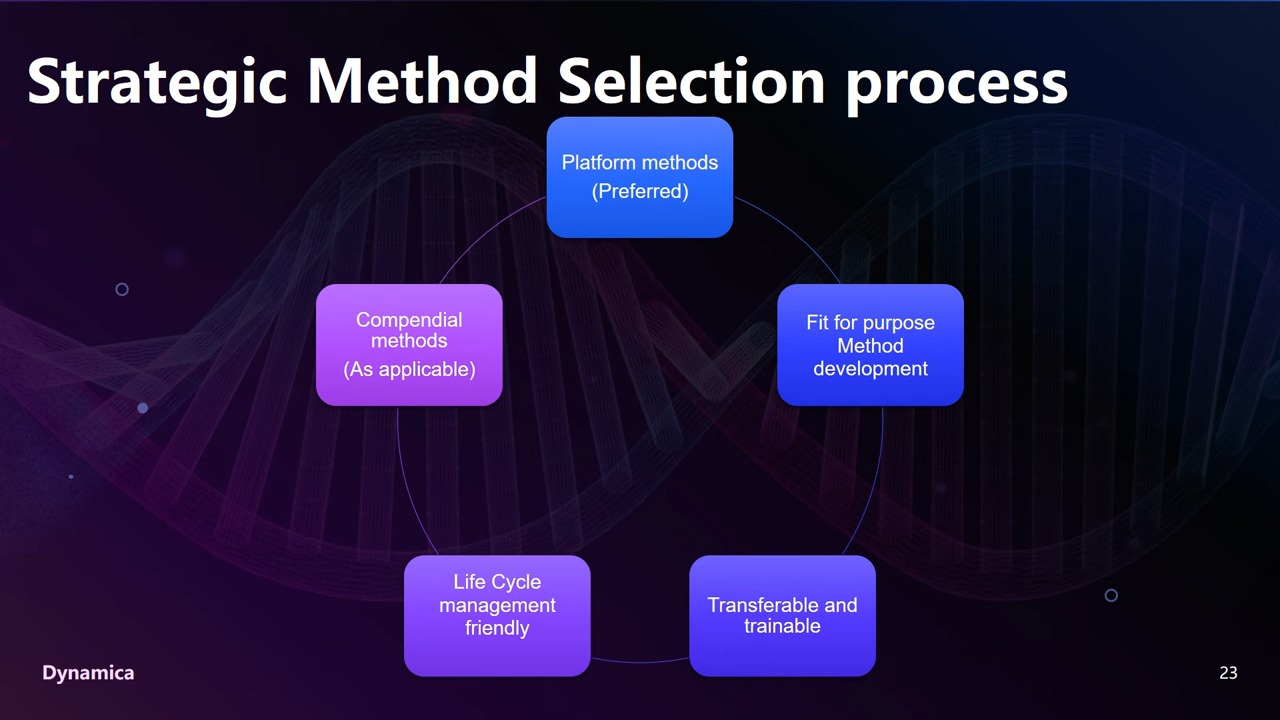 Strategic Method Selection process
Platform methods
(Preferred)
Compendial
methods
(As applicable)
Fit for purpose
Method
development
Life Cycle
management
friendly
Transferable and
trainable
Dynamica
23